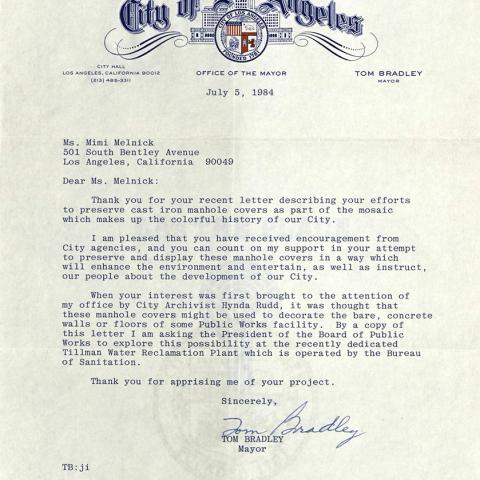 City of Los Angeles
CITY HALL
LOS ANGELES, CALIFORNIA 90012
(213) 485-3311
OFFICE OF THE MAYOR
TOM BRADLEY
MAYOR
July 5, 1984
Ms. Mimi Melnick
501 South Bentley Avenue
Los Angeles, California 90049
Dear Ms. Melnick:
Thank you for your recent letter describing your efforts
to preserve cast iron manhole covers as part of the mosaic
which makes up the colorful history of our City.
I am pleased that you have received encouragement from
City agencies, and you can count on my support in your attempt
to preserve and display these manhole covers in a way which
will enhance the environment and entertain, as well as instruct,
our people about the development of our City.
When your interest was first brought to the attention of
my office by City Archivist Hynda Rudd, it was thought that
these manhole covers might be used to decorate the bare, concrete
walls or floors of some Public Works facility. By a copy of
this letter I am asking the President of the Board of Public
Works to explore this possibility at the recently dedicated
Tillman Water Reclamation Plant which is operated by the Bureau
of Sanitation.
Thank you for apprising me of your project.
Sincerely,
Tom Bradley
TOM BRADLEY
Mayor
TB:ji